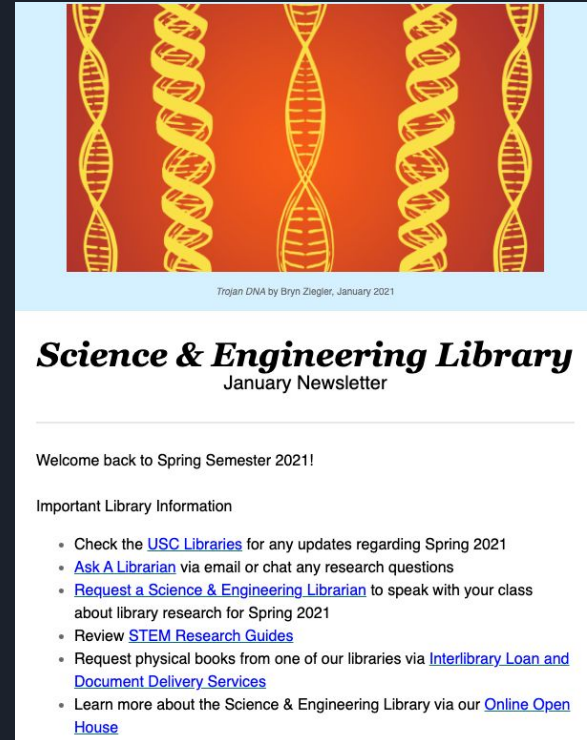 Trojan DNA by Bryn Ziegler, January 2021
Science & Engineering Library
January Newsletter
Welcome back to Spring Semester 2021!
Important Library Information
• Check the USC Libraries for any updates regarding Spring 2021
• Ask A Librarian via email or chat any research questions
• Request a Science & Engineering Librarian to speak with your class
about library research for Spring 2021
• Review STEM Research Guides
• Request physical books from one of our libraries via Interlibrary Loan and
Document Delivery Services
• Learn more about the Science & Engineering Library via our Online Open
House